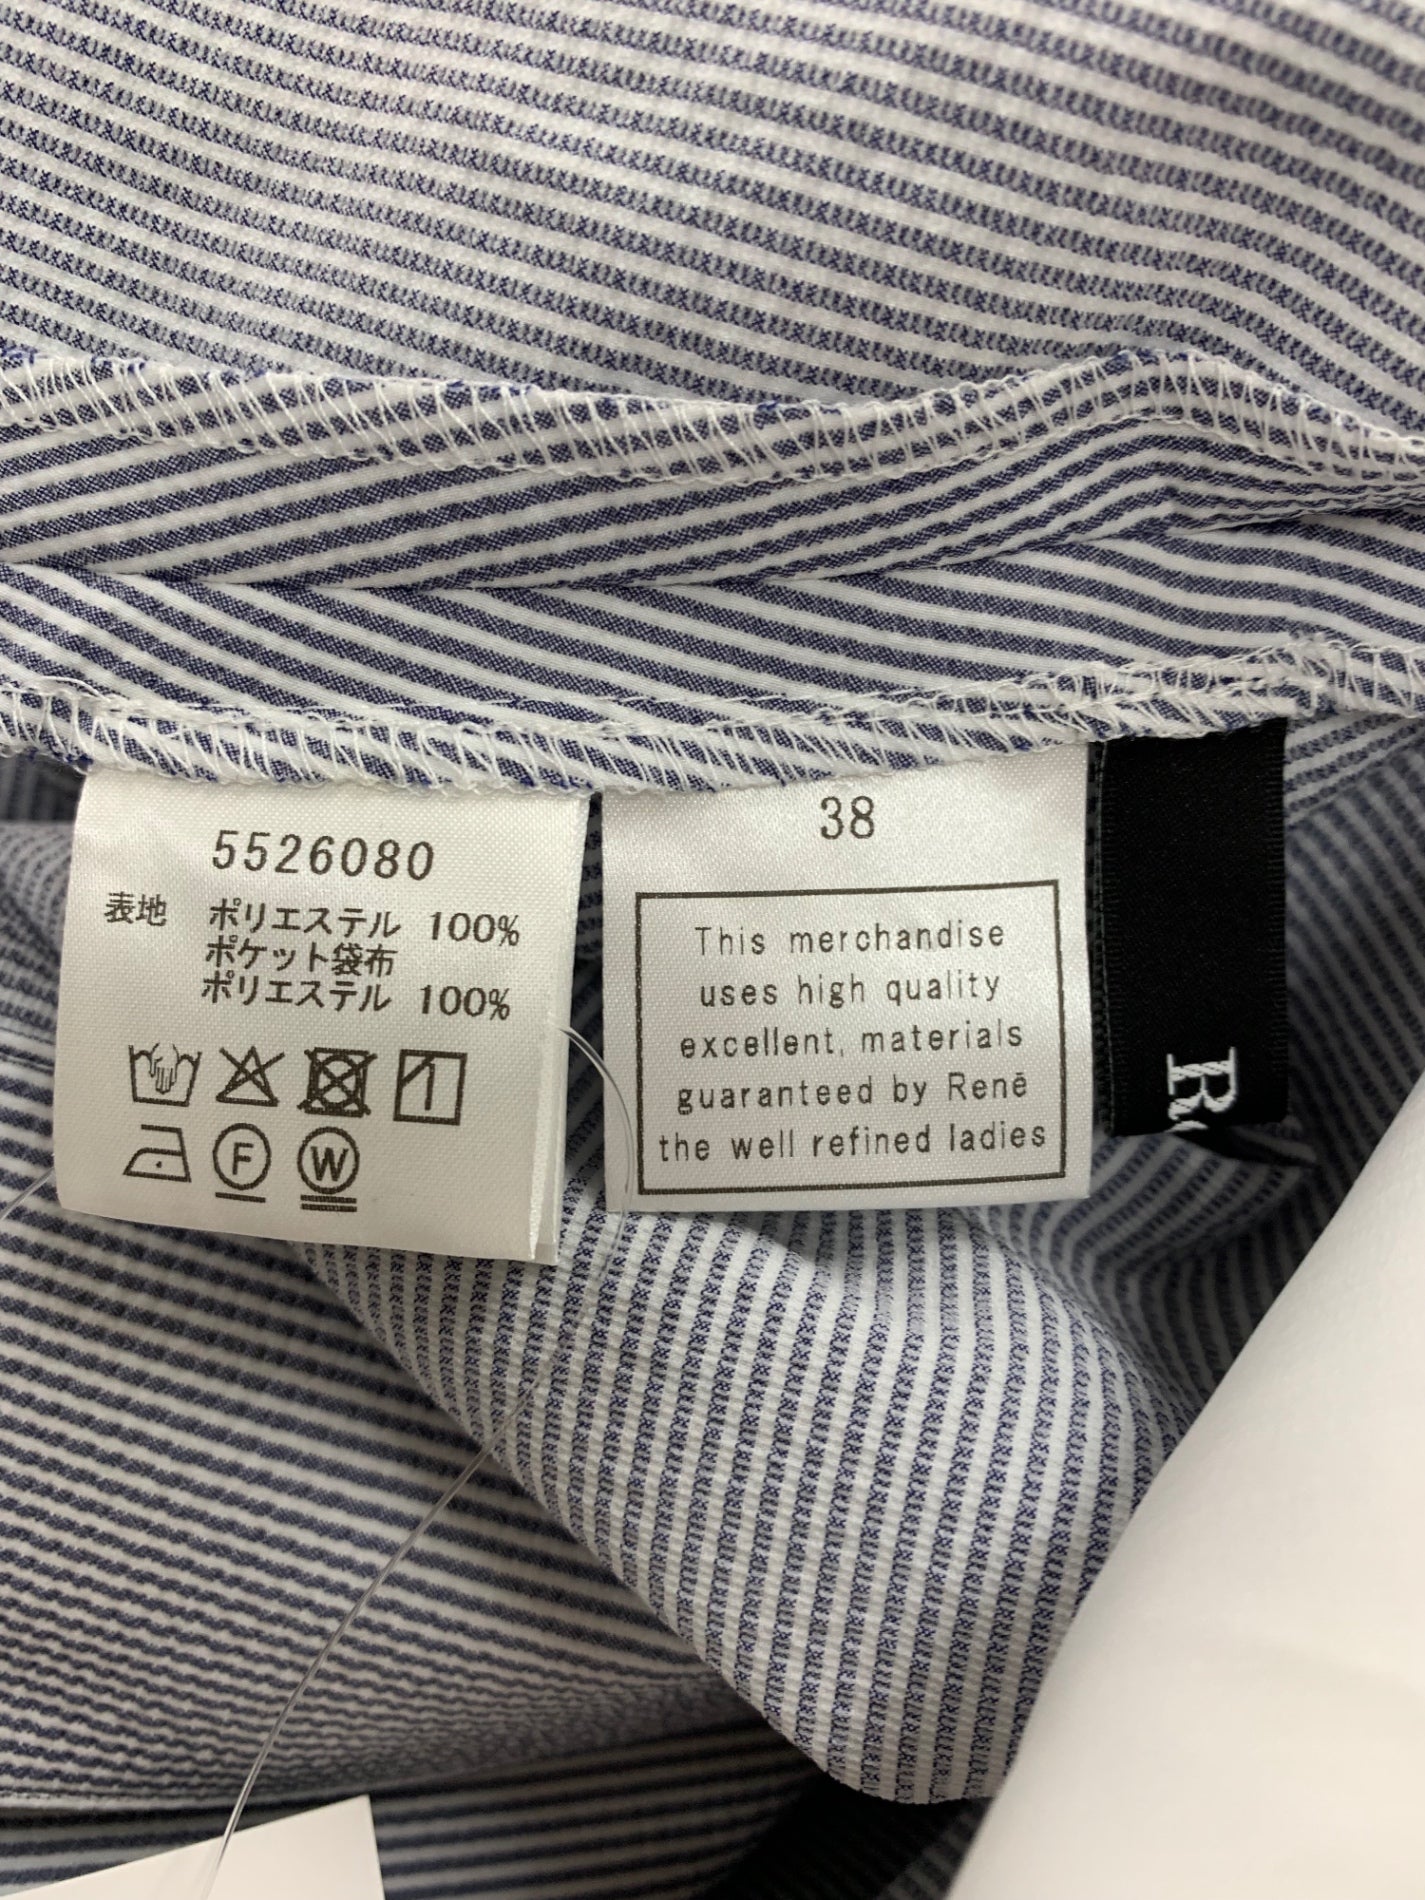 5526080
表地 ポリエステル 100%
ポケット袋布
ポリエステル 100%
F
W
38
This merchandise
uses high quality
excellent, materials
guaranteed by Renē
the well refined ladies